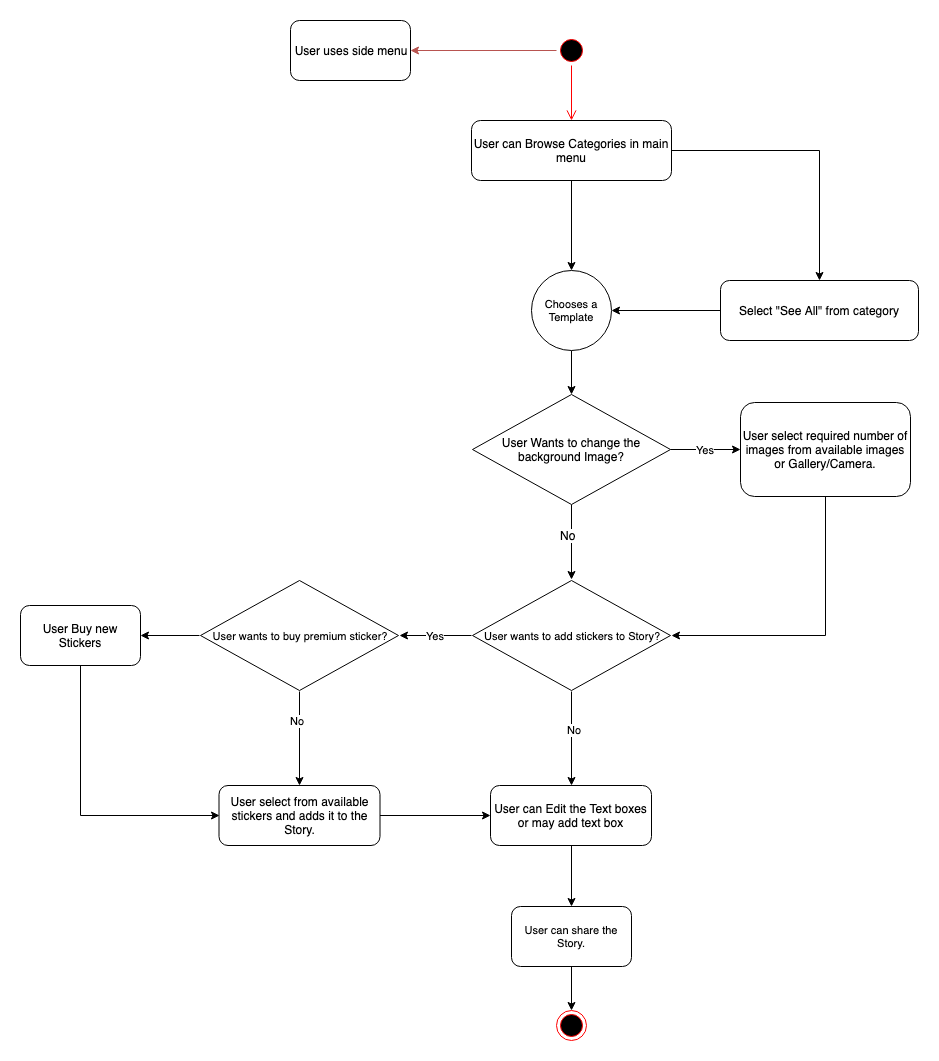 User uses side menu
User can Browse Categories in main
menu
Chooses a
Template
Select "See All" from category
User Wants to change the
background Image?
Yes
User select required number of
images from available images
or Gallery/Camera.
No
User Buy new
Stickers
User wants to buy premium sticker?
Yes
User wants to add stickers to Story?
No
No
User select from available
stickers and adds it to the
Story.
User can Edit the Text boxes
or may add text box
User can share the
Story.